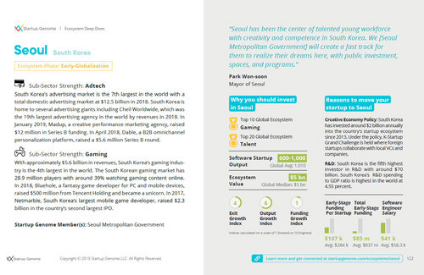 Startup Genome | Ecosystem Deep Dives
Seoul South Korea
Ecosystem Phase: Early-Globalization
Sub-Sector Strength: Adtech
South Korea's advertising market is the 7th largest in the world with a
total domestic advertising market at $12.5 billion in 2018. South Korea is
home to several advertising giants including Cheil Worldwide, which was
the 19th largest advertising agency in the world by revenues in 2018. In
January 2019, Madup, a creative performance marketing agency, raised
$12 million in Series B funding. In April 2018, Dable, a B2B omnichannel
personalization platform, raised a $5.6 million Series B round.
Sub-Sector Strength: Gaming
With approximately $5.6 billion in revenues, South Korea's gaming indus-
try is the 4th largest in the world. The South Korean gaming market has
28.9 million players with around 39% watching gaming content online.
In 2018, Bluehole, a fantasy game developer for PC and mobile devices,
raised $500 million from Tencent Holding and became a unicorn. In 2017,
Netmarble, South Korea's largest mobile game developer, raised $2.3
billion in the country's second largest IPO.
Startup Genome Member(s): Seoul Metropolitan Government
Startup Genome
Copyright © 2019 Startup Genome LLC. All Rights Reserved.
"Seoul has been the center of talented young workforce
with creativity and competence in South Korea. We [Seoul
Metropolitan Government] will create a fast track for
them to realize their dreams here, with public investment,
spaces, and programs."
Park Won-soon
Mayor of Seoul
Why you should invest
in Seoul
Top 10 Global Ecosystem
Gaming
Top 20 Global Ecosystem
Talent
Software Startup
Output
600-1,000
Global Avg:
Ecosystem
Value
$5 bn
Global Median: $5 bn
Exit
Growth
Index
Output
Growth
Index
Funding
Growth
Index
Reasons to move your
startup to Seoul
Creative Economy Policy: South Korea
has invested around $2 billion annually
into the country's startup ecosystem
since 2013. Under the policy, K-Startup
Grand Challenge is held where foreign
startups collaborate with local VCs, and
companies.
R&D: South Korea is the fifth highest
investor in R&D with around $70
billion. South Korea's R&D spending
to GDP ratio is highest in the world at
4.55 percent.
Early-Stage
Funding
Per Startup
Total
Early-Stage
Funding
Software
Engineer
Salary
$107 k
$85 m
$41 k
Learn more and get connected at startupgenome.com/ecosystems/seoul